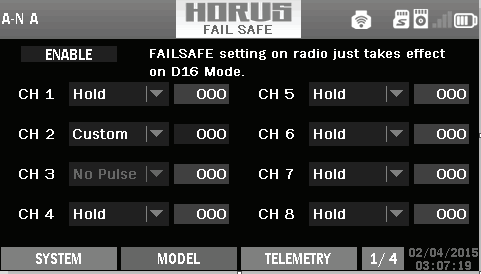 A-N A
HORUS
FAIL SAFE
ENABLE
FAILSAFE setting on radio just takes effect
on D16 Mode.
CH 1 Hold 000 CH 5 Hold 000
CH 2 Custom 000 CH 6 Hold 000
CH 3 No Pulse 000 CH 7 Hold 000
CH 4 Hold 000 CH 8 Hold 000
SYSTEM MODEL TELEMETRY 1/4 02/04/2015
03:07:19